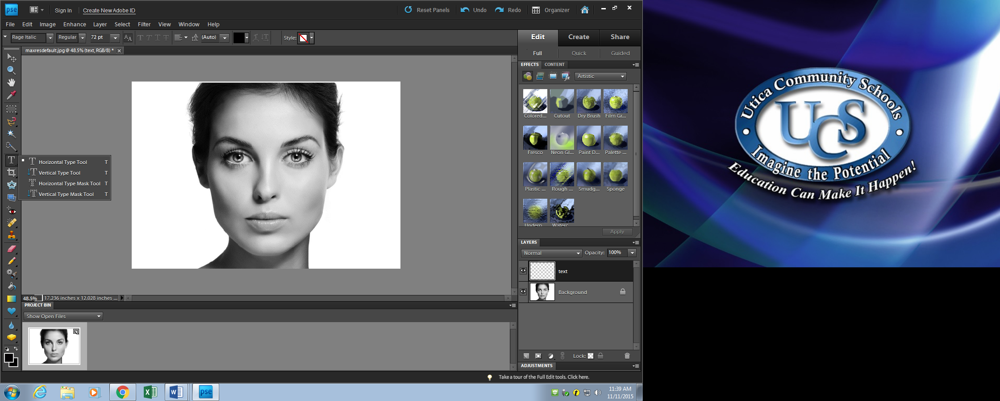 pse
Sign In
Create New Adobe ID
Reset Panels
Undo
Redo
Organizer
File Edit Image Enhance Layer Select Filter View Window Help
Rage Italic Regular 72 pt (Auto) Style:
Edit Create Share
maxresdefault.jpg @ 48.5% (text, RGB/8) *
Full Quick Guided
EFFECTS CONTENT
Artistic
Colored... Cutout Dry Brush Film Gr...
Fresco Neon Gl... Paint D... Palette ...
Plastic ... Rough ... Smudg... Sponge
Undern Waterc
Apply
Horizontal Type Tool T
Vertical Type Tool T
Horizontal Type Mask Tool T
Vertical Type Mask Tool T
LAYERS
Normal Opacity: 100%
text
Background
Lock:
ADJUSTMENTS
48.5% 17.236 inches x 12.028 inches ...
PROJECT BIN
Show Open Files
Take a tour of the Full Edit tools. Click here.
pse
11:39 AM
11/11/2015
Utica Community Schools
UCS
Imagine the Potential
Education Can Make It Happen!